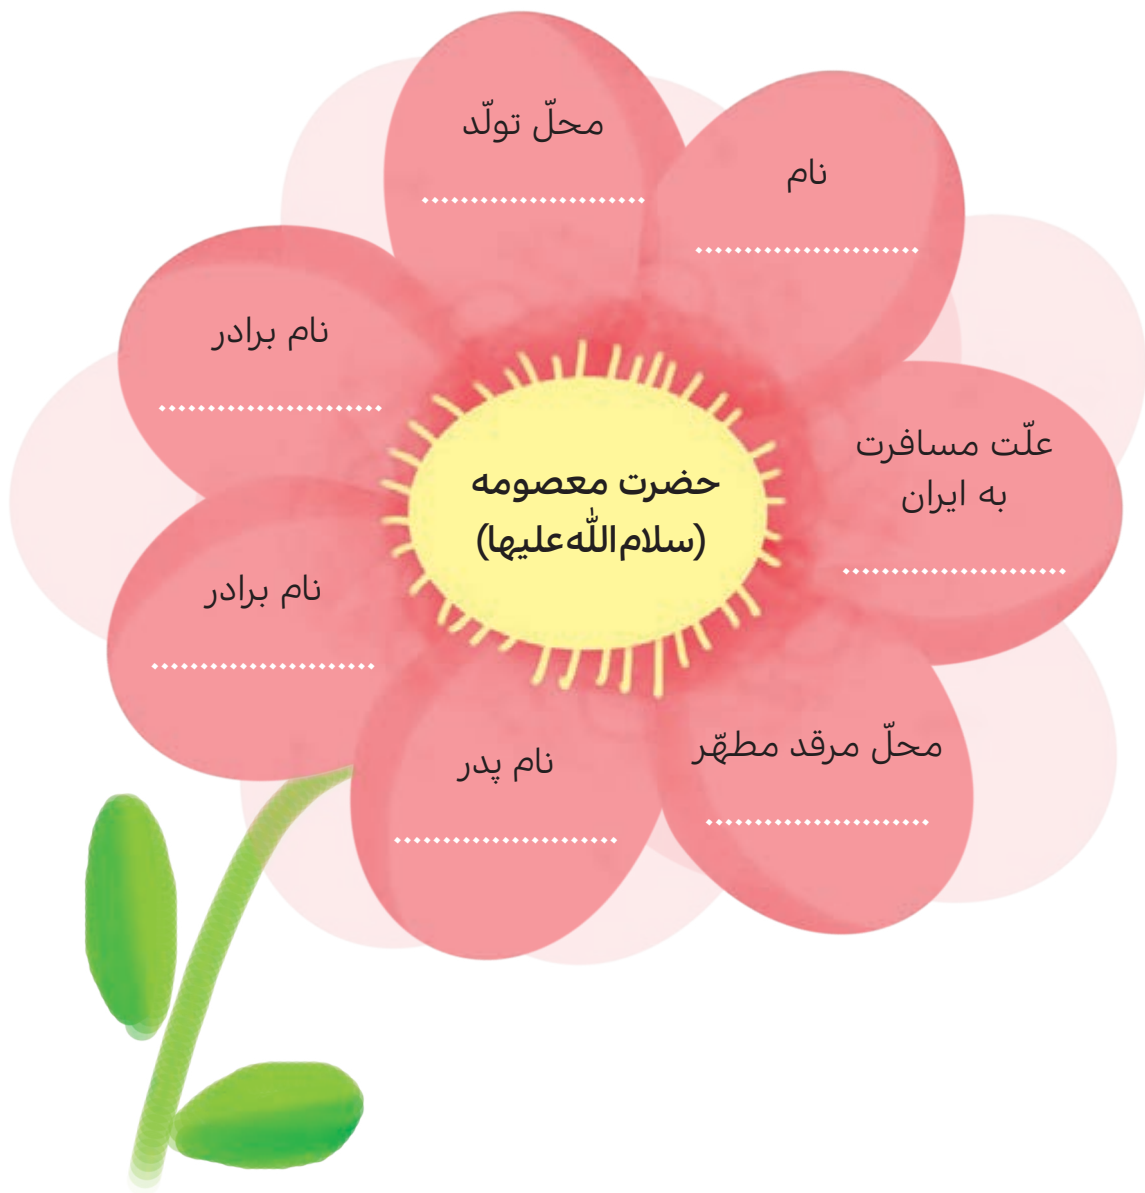 محلّ تولّد
نام
نام برادر
علّت مسافرت
به ایران
حضرت معصومه
(سلام‌اللّه‌علیها)
نام برادر
محلّ مرقد مطهّر
نام پدر